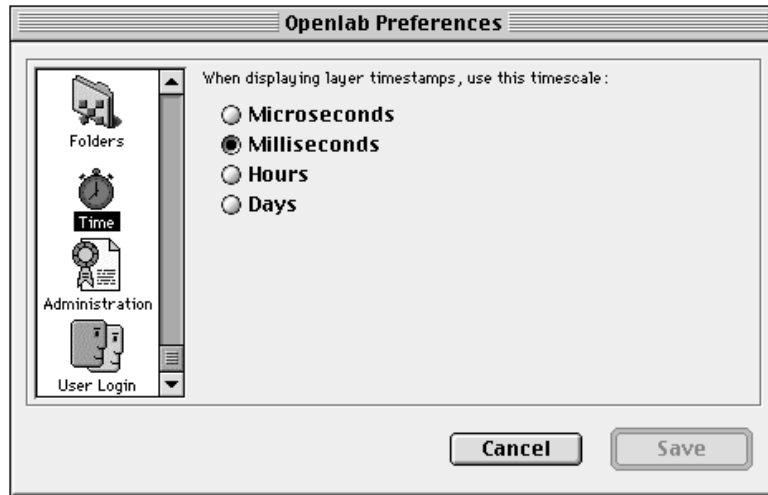 Openlab Preferences
Folders
Time
Administration
User Login
When displaying layer timestamps, use this timescale:
Microseconds
Milliseconds
Hours
Days
Cancel
Save